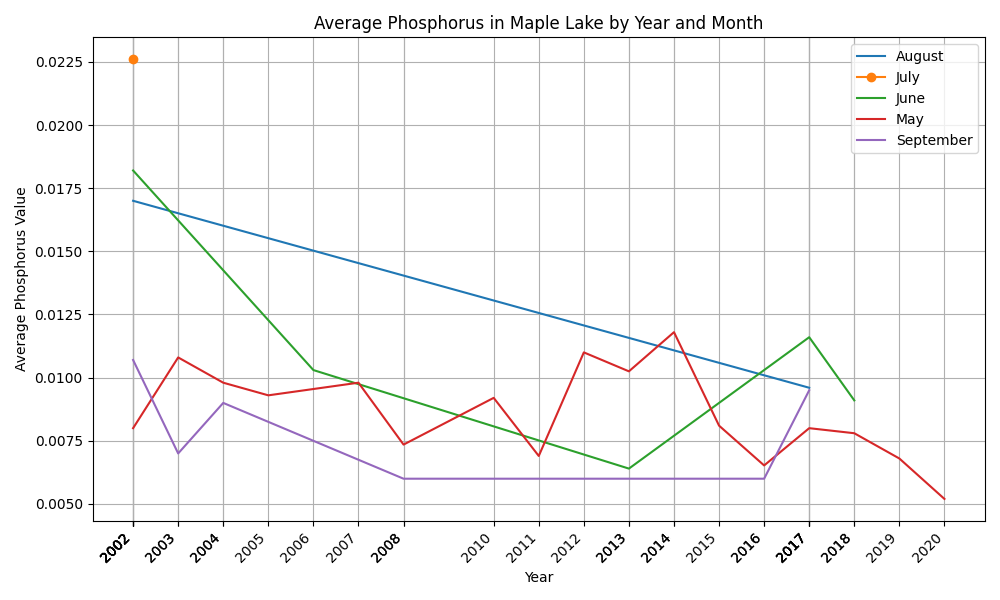 Average Phosphorus in Maple Lake by Year and Month
Average Phosphorus Value
0.0225
0.0200
0.0175
0.0150
0.0125
0.0100
0.0075
0.0050
August
July
June
May
September
2002 2003 2004 2005 2006 2007 2008 2010 2011 2012 2013 2014 2015 2016 2017 2018 2019 2020
Year